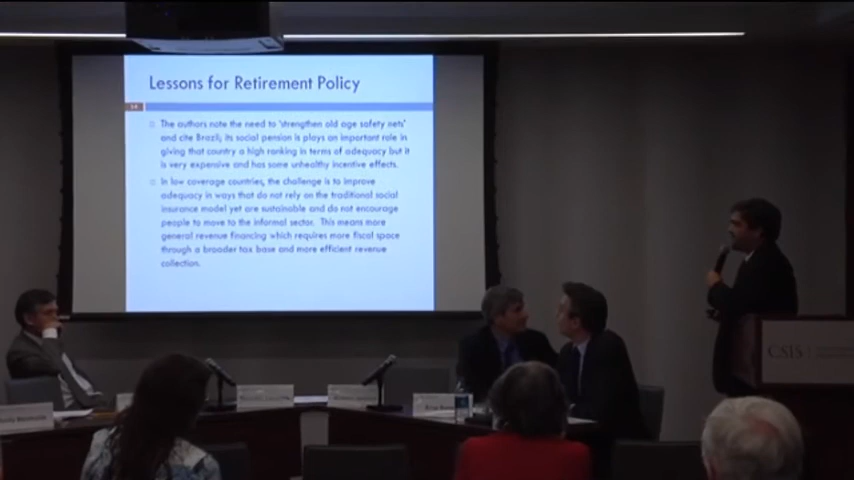 Lessons for Retirement Policy
14
The authors note the need to 'strengthen old age safety nets'
and cite Brazil; its social pension is plays an important role in
giving that country a high ranking in terms of adequacy but it
is very expensive and has some unhealthy incentive effects.
In low coverage countries, the challenge is to improve
adequacy in ways that do not rely on the traditional social
insurance model yet are sustainable and do not encourage
people to move to the informal sector. This means more
general revenue financing which requires more fiscal space
through a broader tax base and more efficient revenue
collection.
CSIS